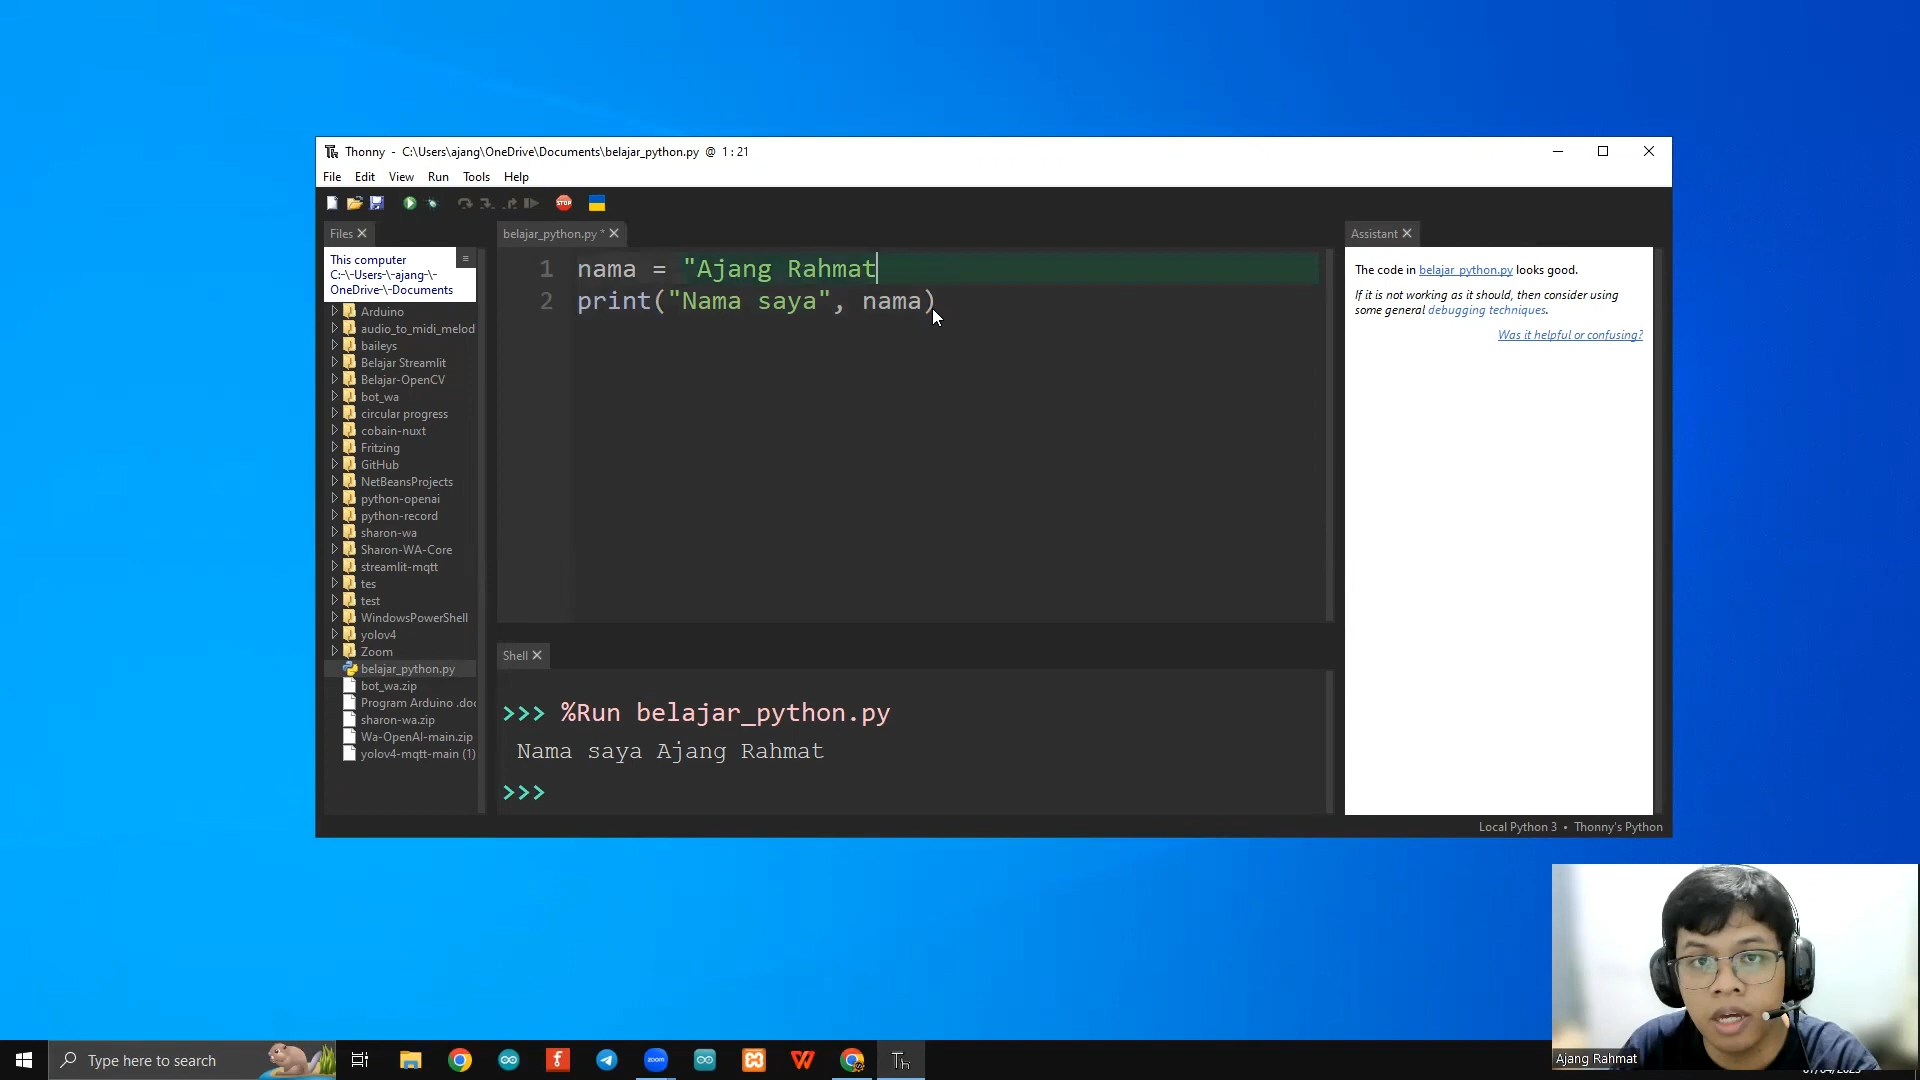 Thonny - C:\Users\ajang\OneDrive\Documents\belajar_python.py @ 1:21
File Edit View Run Tools Help
STOP
Files
This computer
C:\-Users-\-ajang-\-
OneDrive-\-Documents
Arduino
audio_to_midi_melod
baileys
Belajar Streamlit
Belajar-OpenCV
bot_wa
circular progress
cobain-nuxt
Fritzing
GitHub
NetBeansProjects
python-openai
python-record
sharon-wa
Sharon-WA-Core
streamlit-mqtt
tes
test
WindowsPowerShell
yolov4
Zoom
belajar_python.py
bot_wa.zip
Program Arduino .doc
sharon-wa.zip
Wa-OpenAI-main.zip
yolov4-mqtt-main (1)
belajar_python.py *
1 nama = "Ajang Rahmat
2 print("Nama saya", nama)
Shell
>>> %Run belajar_python.py
Nama saya Ajang Rahmat
>>>
Assistant
The code in belajar_python.py looks good.
If it is not working as it should, then consider using
some general debugging techniques.
Was it helpful or confusing?
Local Python 3 • Thonny's Python
Ajang Rahmat
Type here to search
zoom
Th